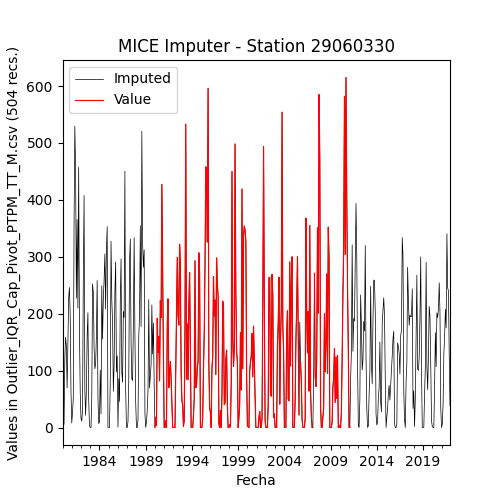 MICE Imputer - Station 29060330
Values in Outlier_IQR_Cap_Pivot_PTPM_TT_M.csv (504 recs.)
600
500
400
300
200
100
0
Imputed
Value
1984 1989 1994 1999 2004 2009 2014 2019
Fecha